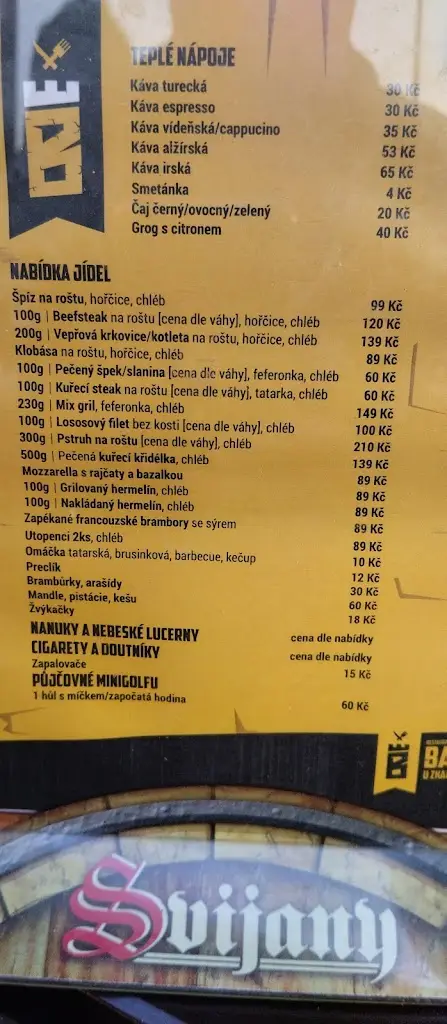 TEPLÉ NÁPOJE
Káva turecká 30 Kč
Káva espresso 30 Kč
Káva vídeňská/cappucino 35 Kč
Káva alžírská 53 Kč
Káva irská 65 Kč
Smetánka 4 Kč
Čaj černý/ovocný/zelený 20 Kč
Grog s citronem 40 Kč
NABÍDKA JÍDEL
Špíz na roštu, hořčice, chléb 99 Kč
100g | Beefsteak na roštu [cena dle váhy], hořčice, chléb 120 Kč
200g | Vepřová krkovice/kotleta na roštu, hořčice, chléb 139 Kč
Klobása na roštu, hořčice, chléb 89 Kč
100g | Pečený špek/slanina [cena dle váhy], feferonka, chléb 60 Kč
100g | Kuřecí steak na roštu [cena dle váhy], tatarka, chléb 60 Kč
230g | Mix gril, feferonka, chléb 149 Kč
100g | Lososový filet bez kosti [cena dle váhy], chléb 100 Kč
300g | Pstruh na roštu [cena dle váhy], chléb 210 Kč
500g | Pečená kuřecí křidélka, chléb 139 Kč
Mozzarella s rajčaty a bazalkou 89 Kč
100g | Grilovaný hermelín, chléb 89 Kč
100g | Nakládaný hermelín, chléb 89 Kč
Zapékané francouzské brambory se sýrem 89 Kč
Utopenci 2ks, chléb 89 Kč
Omáčka tatarská, brusinková, barbecue, kečup 10 Kč
Preclík 12 Kč
Brambůrky, arašídy 30 Kč
Mandle, pistácie, kešu 60 Kč
Žvýkačky 18 Kč
NANUKY A NEBESKÉ LUCERNY cena dle nabídky
CIGARETY A DOUTNÍKY cena dle nabídky
Zapalovače 15 Kč
PŮJČOVNÉ MINIGOLFU
1 hůl s míčkem/započatá hodina 60 Kč
Svijany